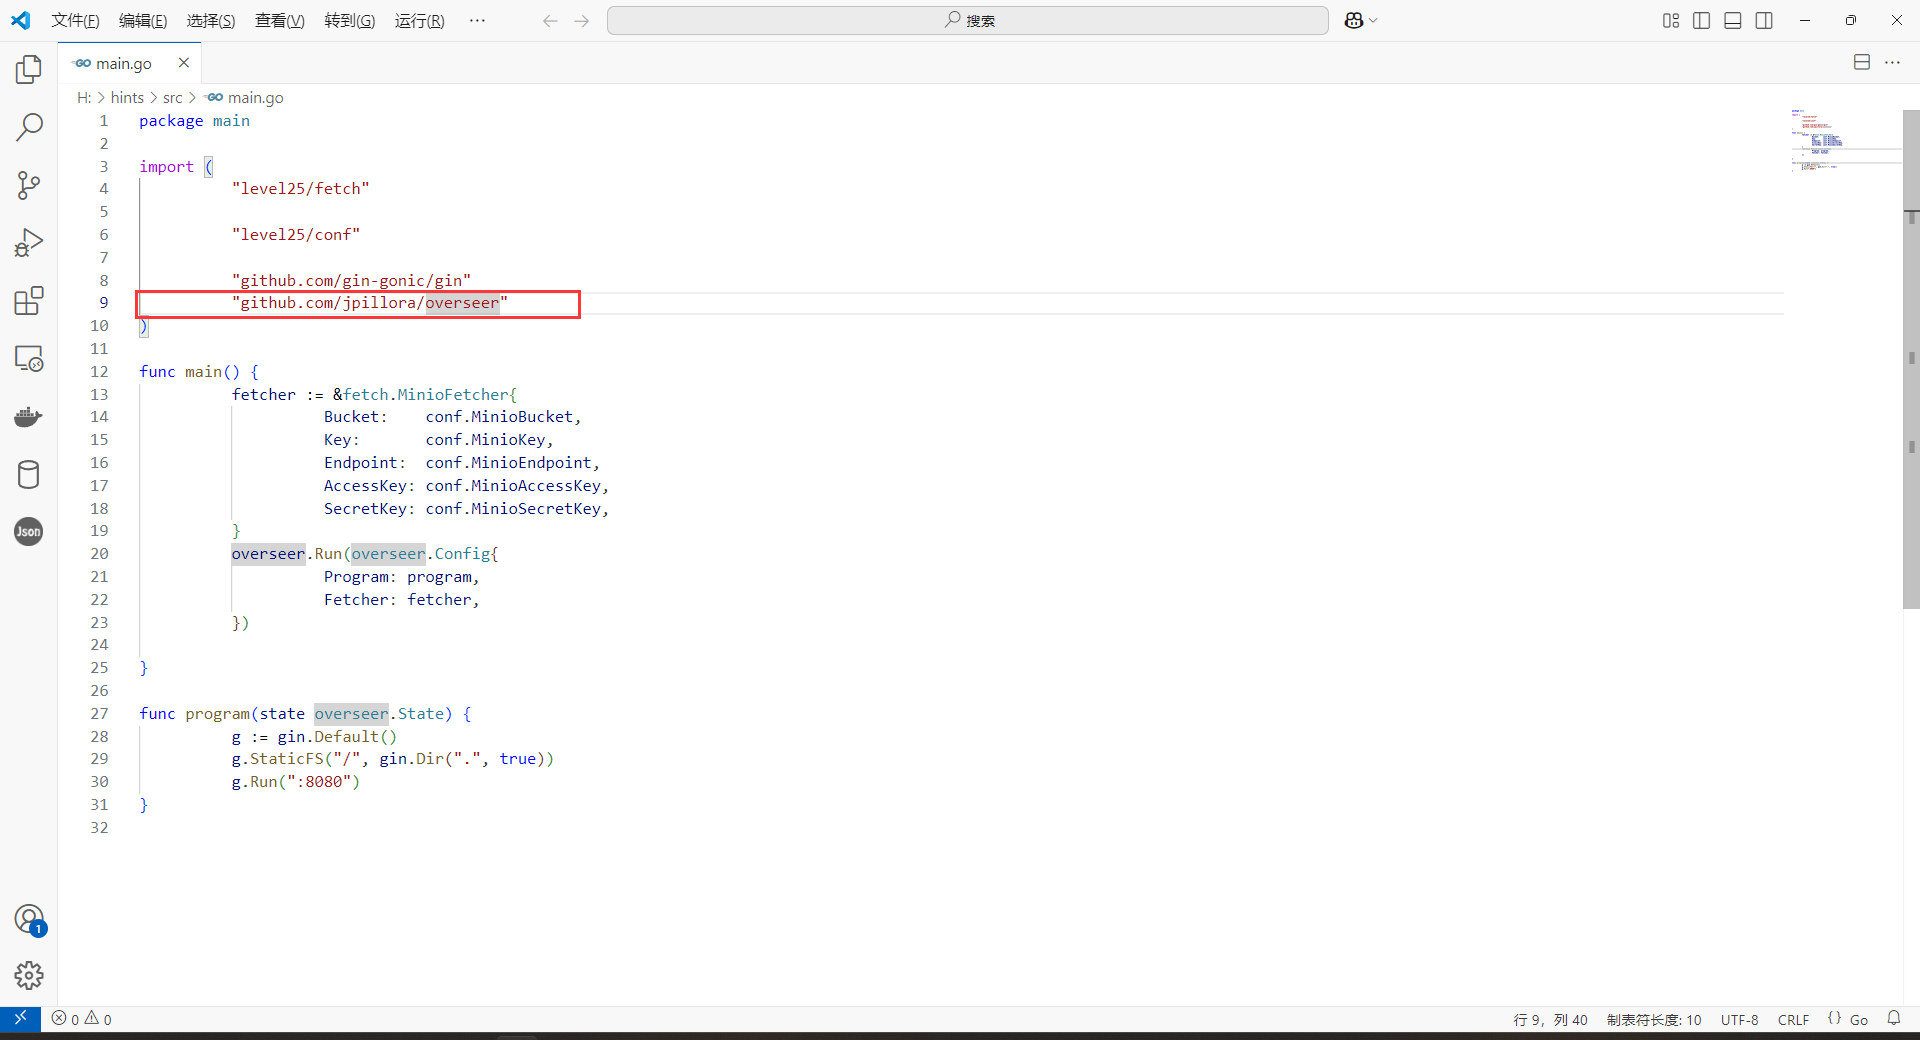 文件(F) 编辑(E) 选择(S) 查看(V) 转到(G) 运行(R) ··· 搜索
main.go
H: > hints > src > main.go
1 package main
2
3 import (
4 "level25/fetch"
5
6 "level25/conf"
7
8 "github.com/gin-gonic/gin"
9 "github.com/jpillora/overseer"
10 )
11
12 func main() {
13 fetcher := &fetch.MinioFetcher{
14 Bucket: conf.MinioBucket,
15 Key: conf.MinioKey,
16 Endpoint: conf.MinioEndpoint,
17 AccessKey: conf.MinioAccessKey,
18 SecretKey: conf.MinioSecretKey,
19 }
20 overseer.Run(overseer.Config{
21 Program: program,
22 Fetcher: fetcher,
23 })
24
25 }
26
27 func program(state overseer.State) {
28 g := gin.Default()
29 g.StaticFS("/", gin.Dir(".", true))
30 g.Run(":8080")
31 }
32
Json
1
0 0 行 9, 列 40 制表符长度: 10 UTF-8 CRLF {} Go